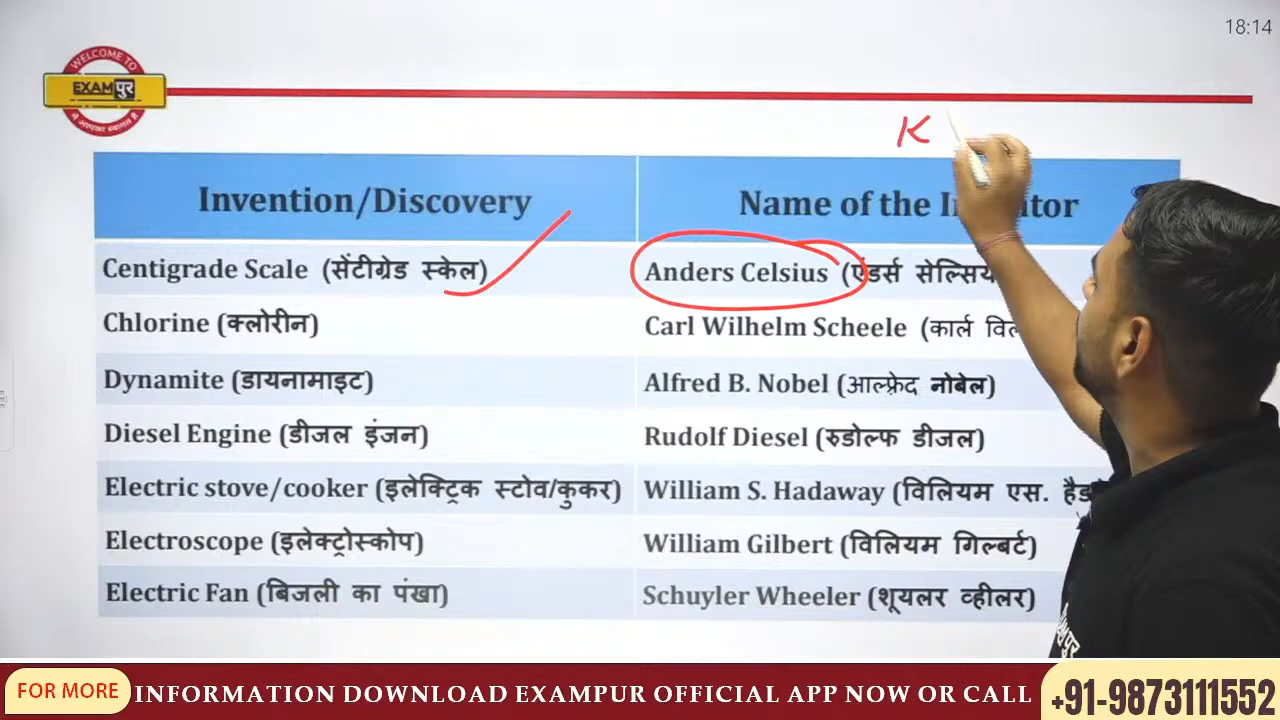 18:14
WELCOME TO
EXAMपुर
में आपका स्वागत है
K
Invention/Discovery
Name of the In
tor
Centigrade Scale (सेंटीग्रेड स्केल)
Anders Celsius (एंडर्स सेल्सिय
Chlorine (क्लोरीन)
Carl Wilhelm Scheele (कार्ल विल
Dynamite (डायनामाइट)
Alfred B. Nobel (आल्फ्रेद नोबेल)
Diesel Engine (डीजल इंजन)
Rudolf Diesel (रुडोल्फ डीजल)
Electric stove/cooker (इलेक्ट्रिक स्टोव/कुकर)
William S. Hadaway (विलियम एस. हैड
Electroscope (इलेक्ट्रोस्कोप)
William Gilbert (विलियम गिल्बर्ट)
Electric Fan (बिजली का पंखा)
Schuyler Wheeler (शूयलर व्हीलर)
FOR MORE
INFORMATION DOWNLOAD EXAMPUR OFFICIAL APP NOW OR CALL
+91-9873111552